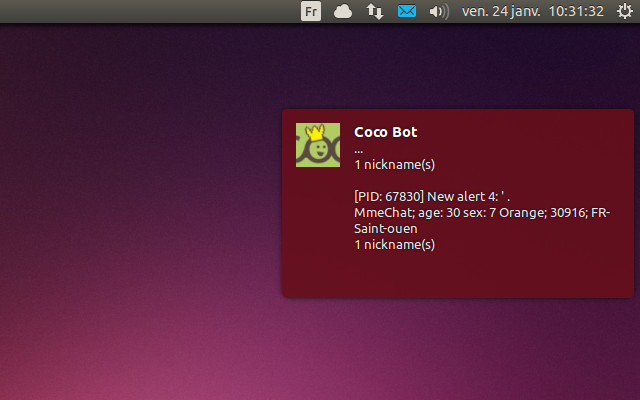 Fr ven. 24 janv. 10:31:32
Coco Bot
...
1 nickname(s)
[PID: 67830] New alert 4: ' .
MmeChat; age: 30 sex: 7 Orange; 30916; FR-
Saint-ouen
1 nickname(s)